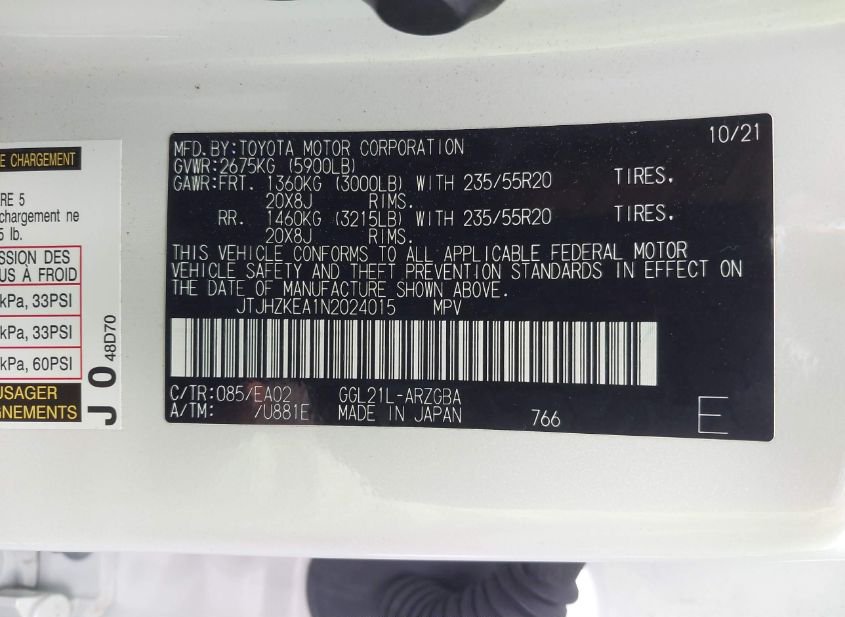 E CHARGEMENT
RE 5
chargement ne
5 lb.
SSION DES
US À FROID
kPa, 33PSI
kPa, 33PSI
kPa, 60PSI
USAGER
GNEMENTS
J O 48D70
MFD.BY:TOYOTA MOTOR CORPORATION 10/21
GVWR:2675KG (5900LB)
GAWR:FRT. 1360KG (3000LB) WITH 235/55R20 TIRES.
20X8J RIMS.
RR. 1460KG (3215LB) WITH 235/55R20 TIRES.
20X8J RIMS.
THIS VEHICLE CONFORMS TO ALL APPLICABLE FEDERAL MOTOR
VEHICLE SAFETY AND THEFT PREVENTION STANDARDS IN EFFECT ON
THE DATE OF MANUFACTURE SHOWN ABOVE.
JTJHZKEA1N2024015 MPV
C/TR:085/EA02 GGL21L-ARZGBA
A/TM: /U881E MADE IN JAPAN 766 E